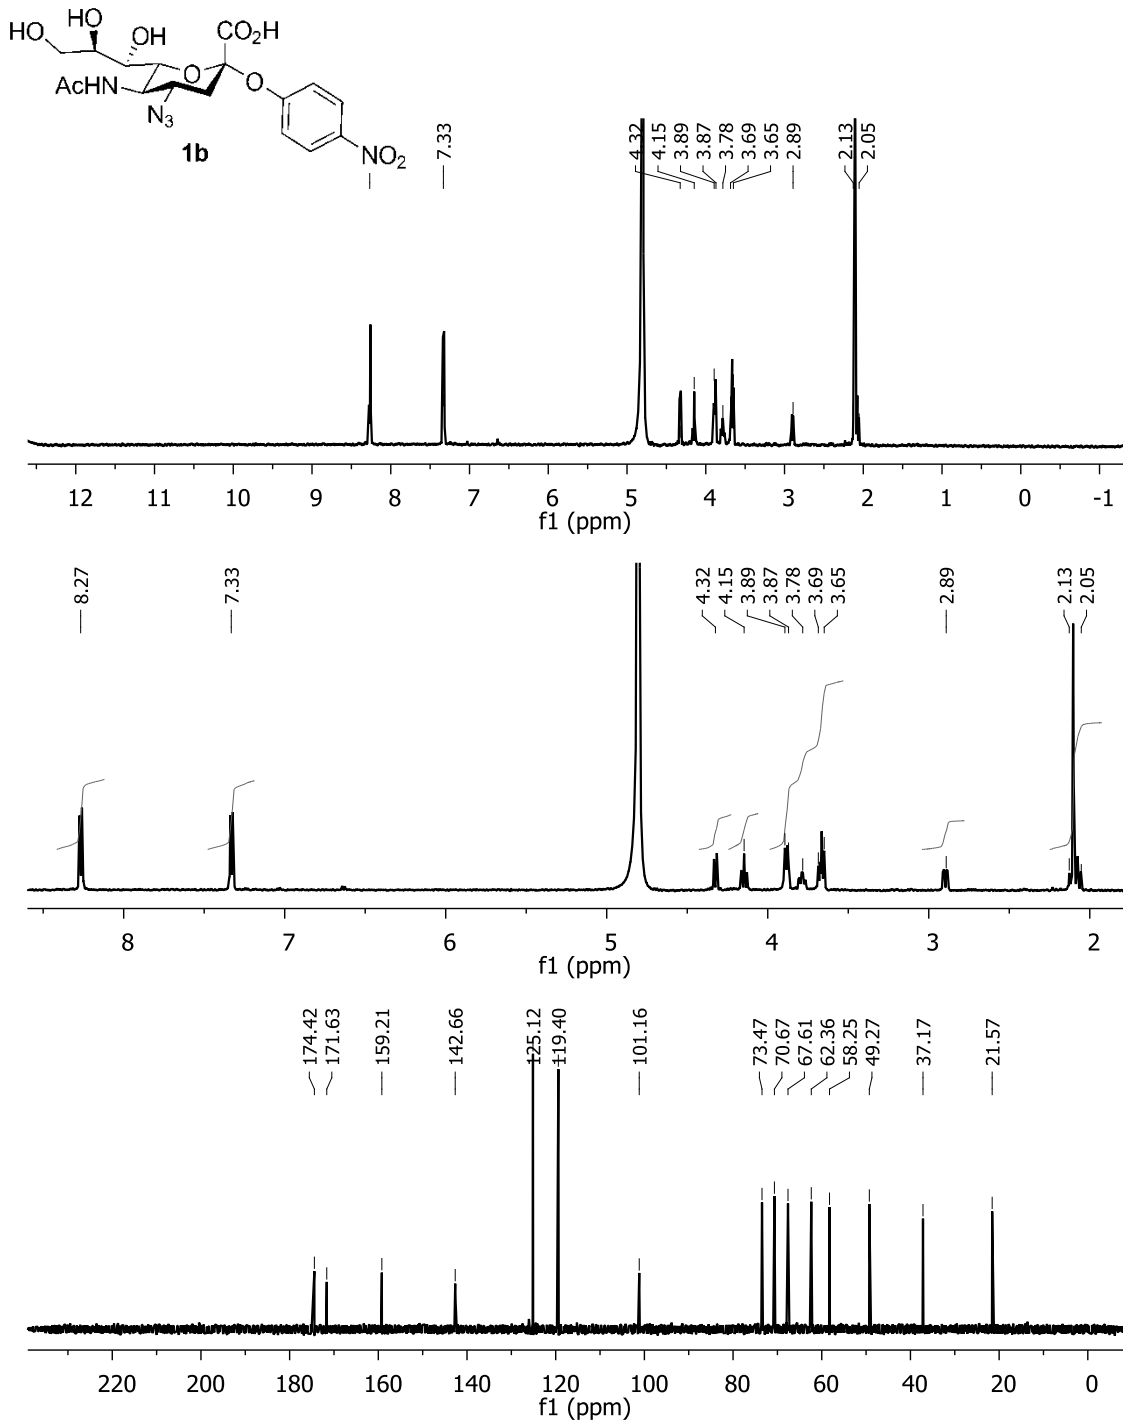 HO
HO
OH
CO₂H
O
O
AcHN
N₃
NO₂
1b
7.33
4.32
4.15
3.89
3.87
3.78
3.69
3.65
2.89
2.13
2.05
12 11 10 9 8 7 6 5 4 3 2 1 0 -1
f1 (ppm)
8.27
7.33
4.32
4.15
3.89
3.87
3.78
3.69
3.65
2.89
2.13
2.05
8 7 6 5 4 3 2
f1 (ppm)
174.42
171.63
159.21
142.66
125.12
119.40
101.16
73.47
70.67
67.61
62.36
58.25
49.27
37.17
21.57
220 200 180 160 140 120 100 80 60 40 20 0
f1 (ppm)